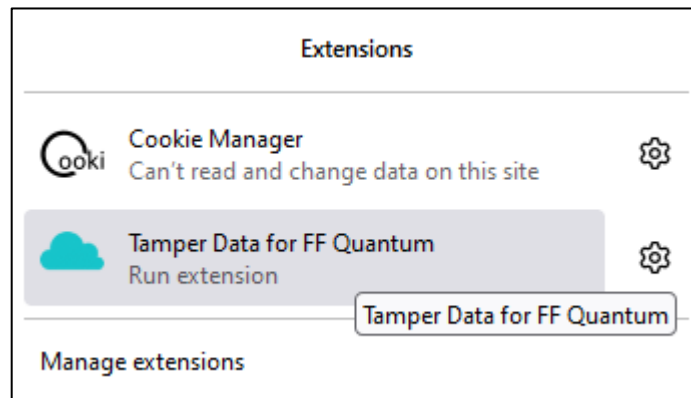 Extensions
Cooki
Cookie Manager
Can't read and change data on this site
Tamper Data for FF Quantum
Run extension
Tamper Data for FF Quantum
Manage extensions